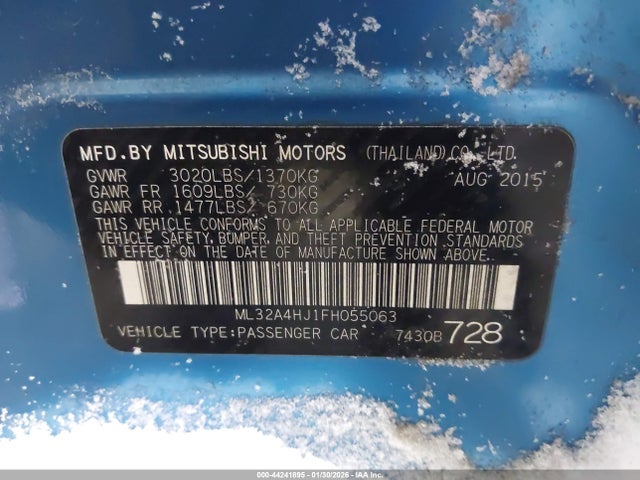 MFD.BY MITSUBISHI MOTORS (THAILAND)CO.,LTD.
GVWR 3020LBS/1370KG AUG 2015
GAWR FR 1609LBS/ 730KG
GAWR RR 1477LBS/ 670KG
THIS VEHICLE CONFORMS TO ALL APPLICABLE FEDERAL MOTOR
VEHICLE SAFETY, BUMPER, AND THEFT PREVENTION STANDARDS
IN EFFECT ON THE DATE OF MANUFACTURE SHOWN ABOVE.
ML32A4HJ1FH055063
VEHICLE TYPE:PASSENGER CAR 7430B 728
000-44241895 - 01/30/2026 - IAA Inc.